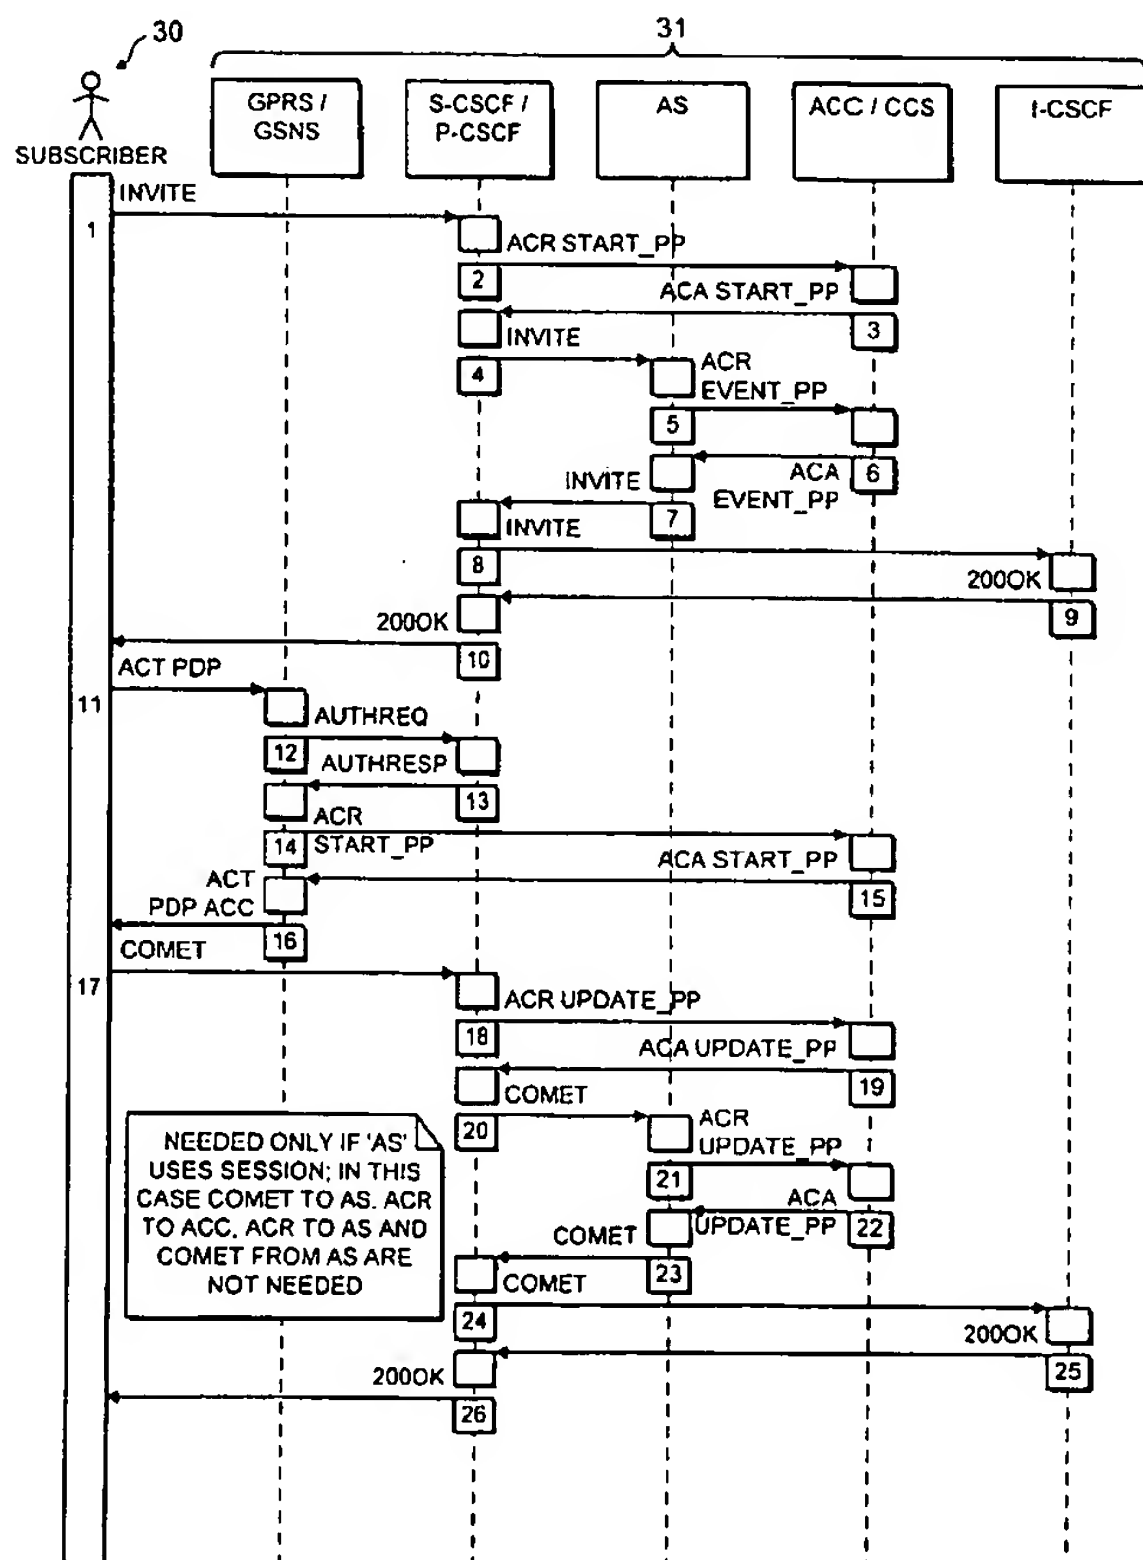 30
31
SUBSCRIBER
GPRS /
GSNS
S-CSCF /
P-CSCF
AS
ACC / CCS
I-CSCF
INVITE
1
ACR START_PP
2
ACA START_PP
3
INVITE
4
ACR
EVENT_PP
5
ACA
EVENT_PP
6
INVITE
7
INVITE
8
200OK
9
200OK
10
ACT PDP
11
AUTHREQ
12
AUTHRESP
13
ACR
START_PP
14
ACA START_PP
15
ACT
PDP ACC
16
COMET
17
ACR UPDATE_PP
18
ACA UPDATE_PP
19
COMET
20
ACR
UPDATE_PP
21
ACA
UPDATE_PP
22
COMET
23
COMET
24
200OK
25
200OK
26
NEEDED ONLY IF 'AS'
USES SESSION; IN THIS
CASE COMET TO AS. ACR
TO ACC, ACR TO AS AND
COMET FROM AS ARE
NOT NEEDED